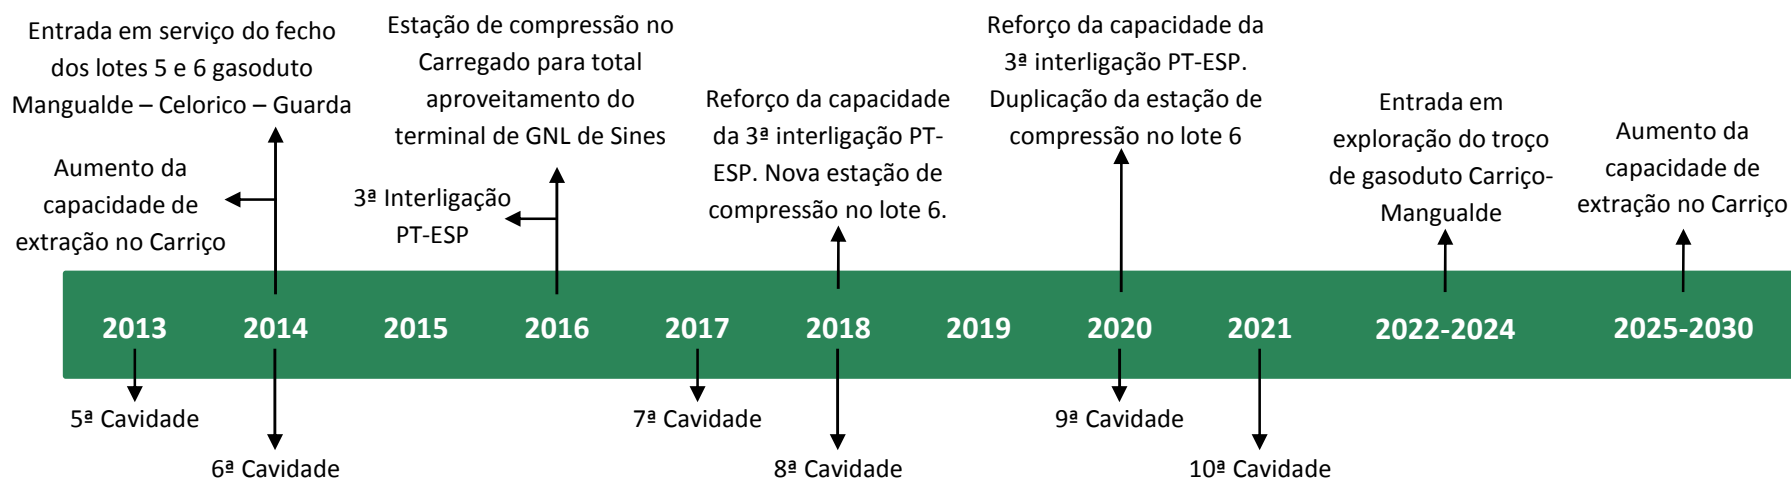 Entrada em serviço do fecho
dos lotes 5 e 6 gasoduto
Mangualde – Celorico – Guarda
Aumento da
capacidade de
extração no Carriço
Estação de compressão no
Carregado para total
aproveitamento do
terminal de GNL de Sines
3ª Interligação
PT-ESP
Reforço da capacidade
da 3ª interligação PT-
ESP. Nova estação de
compressão no lote 6.
Reforço da capacidade da
3ª interligação PT-ESP.
Duplicação da estação de
compressão no lote 6
Entrada em
exploração do troço
de gasoduto Carriço-
Mangualde
Aumento da
capacidade de
extração no Carriço
2013 2014 2015 2016 2017 2018 2019 2020 2021 2022-2024 2025-2030
5ª Cavidade
6ª Cavidade
7ª Cavidade
8ª Cavidade
9ª Cavidade
10ª Cavidade